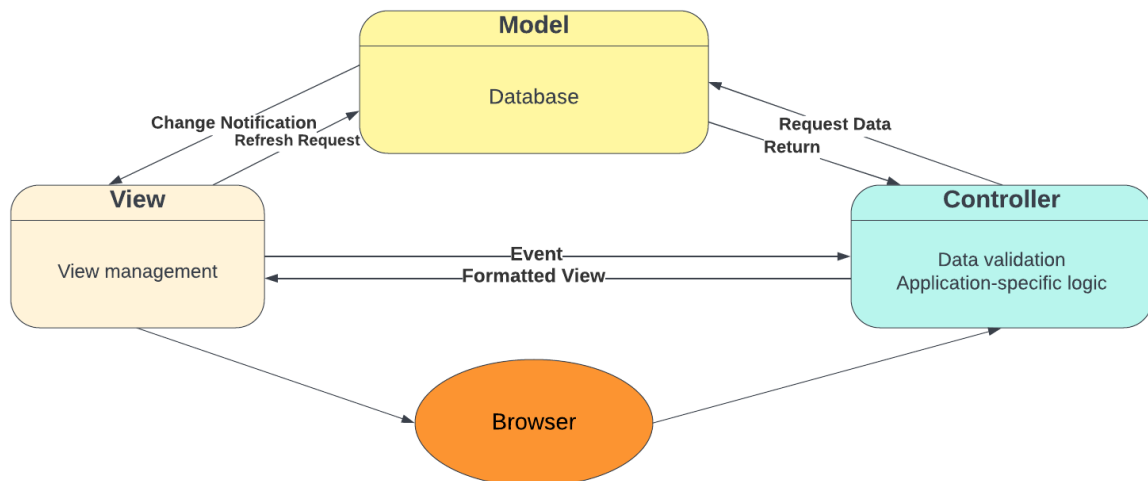 Model
Database
Change Notification
Refresh Request
Request Data
Return
View
View management
Event
Formatted View
Controller
Data validation
Application-specific logic
Browser